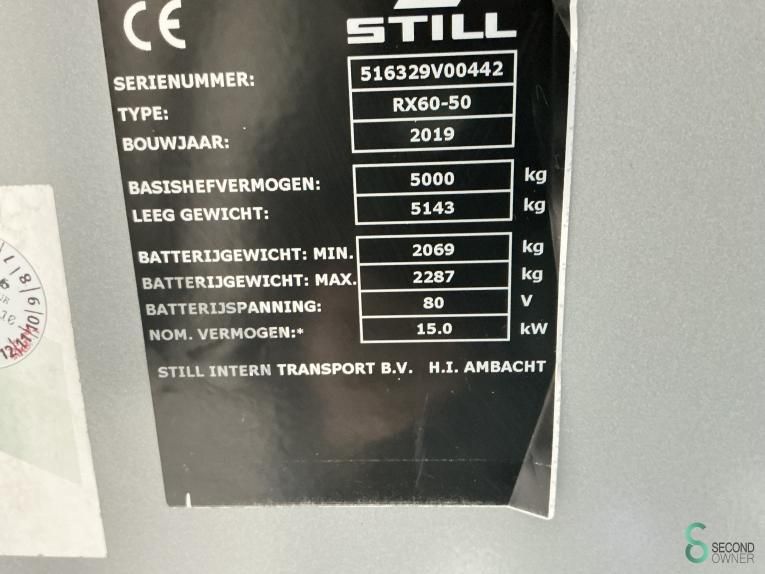 CE
STILL
SERIENUMMER: 516329V00442
TYPE: RX60-50
BOUWJAAR: 2019
BASISHEFVERMOGEN: 5000 kg
LEEG GEWICHT: 5143 kg
BATTERIJGEWICHT: MIN. 2069 kg
BATTERIJGEWICHT: MAX. 2287 kg
BATTERIJSPANNING: 80 V
NOM. VERMOGEN:* 15.0 kW
STILL INTERN TRANSPORT B.V. H.I. AMBACHT
SECOND
OWNER